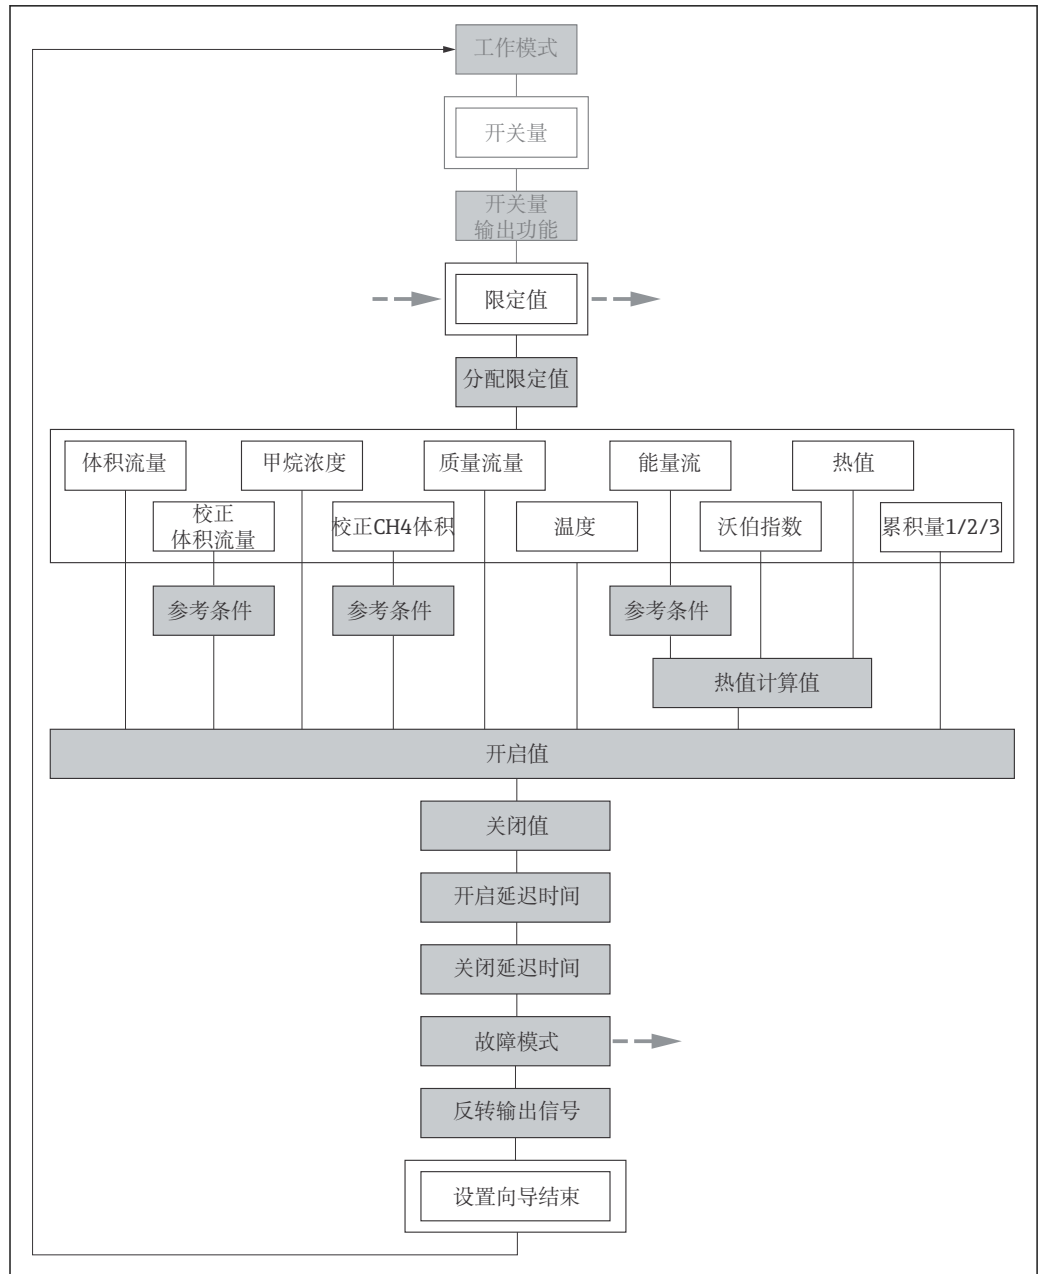 工作模式
开关量
开关量
输出功能
限定值
分配限定值
体积流量
甲烷浓度
质量流量
能量流
热值
校正
体积流量
校正CH4体积
温度
沃伯指数
累积量1/2/3
参考条件
参考条件
参考条件
热值计算值
开启值
关闭值
开启延迟时间
关闭延迟时间
故障模式
反转输出信号
设置向导结束